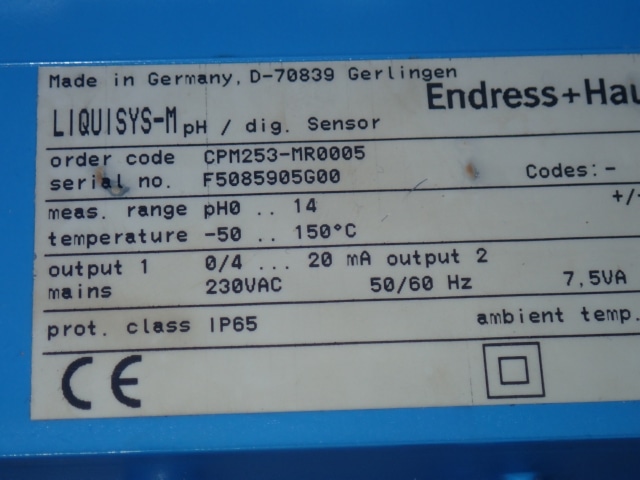 Made in Germany, D-70839 Gerlingen
Endress+Hau
LIQUISYS-M pH / dig. Sensor
order code CPM253-MR0005
serial no. F5085905G00
Codes: -
+/-
meas. range pH0 .. 14
temperature -50 .. 150°C
output 1 0/4 ... 20 mA output 2
mains 230VAC 50/60 Hz 7,5VA
prot. class IP65 ambient temp.
CE